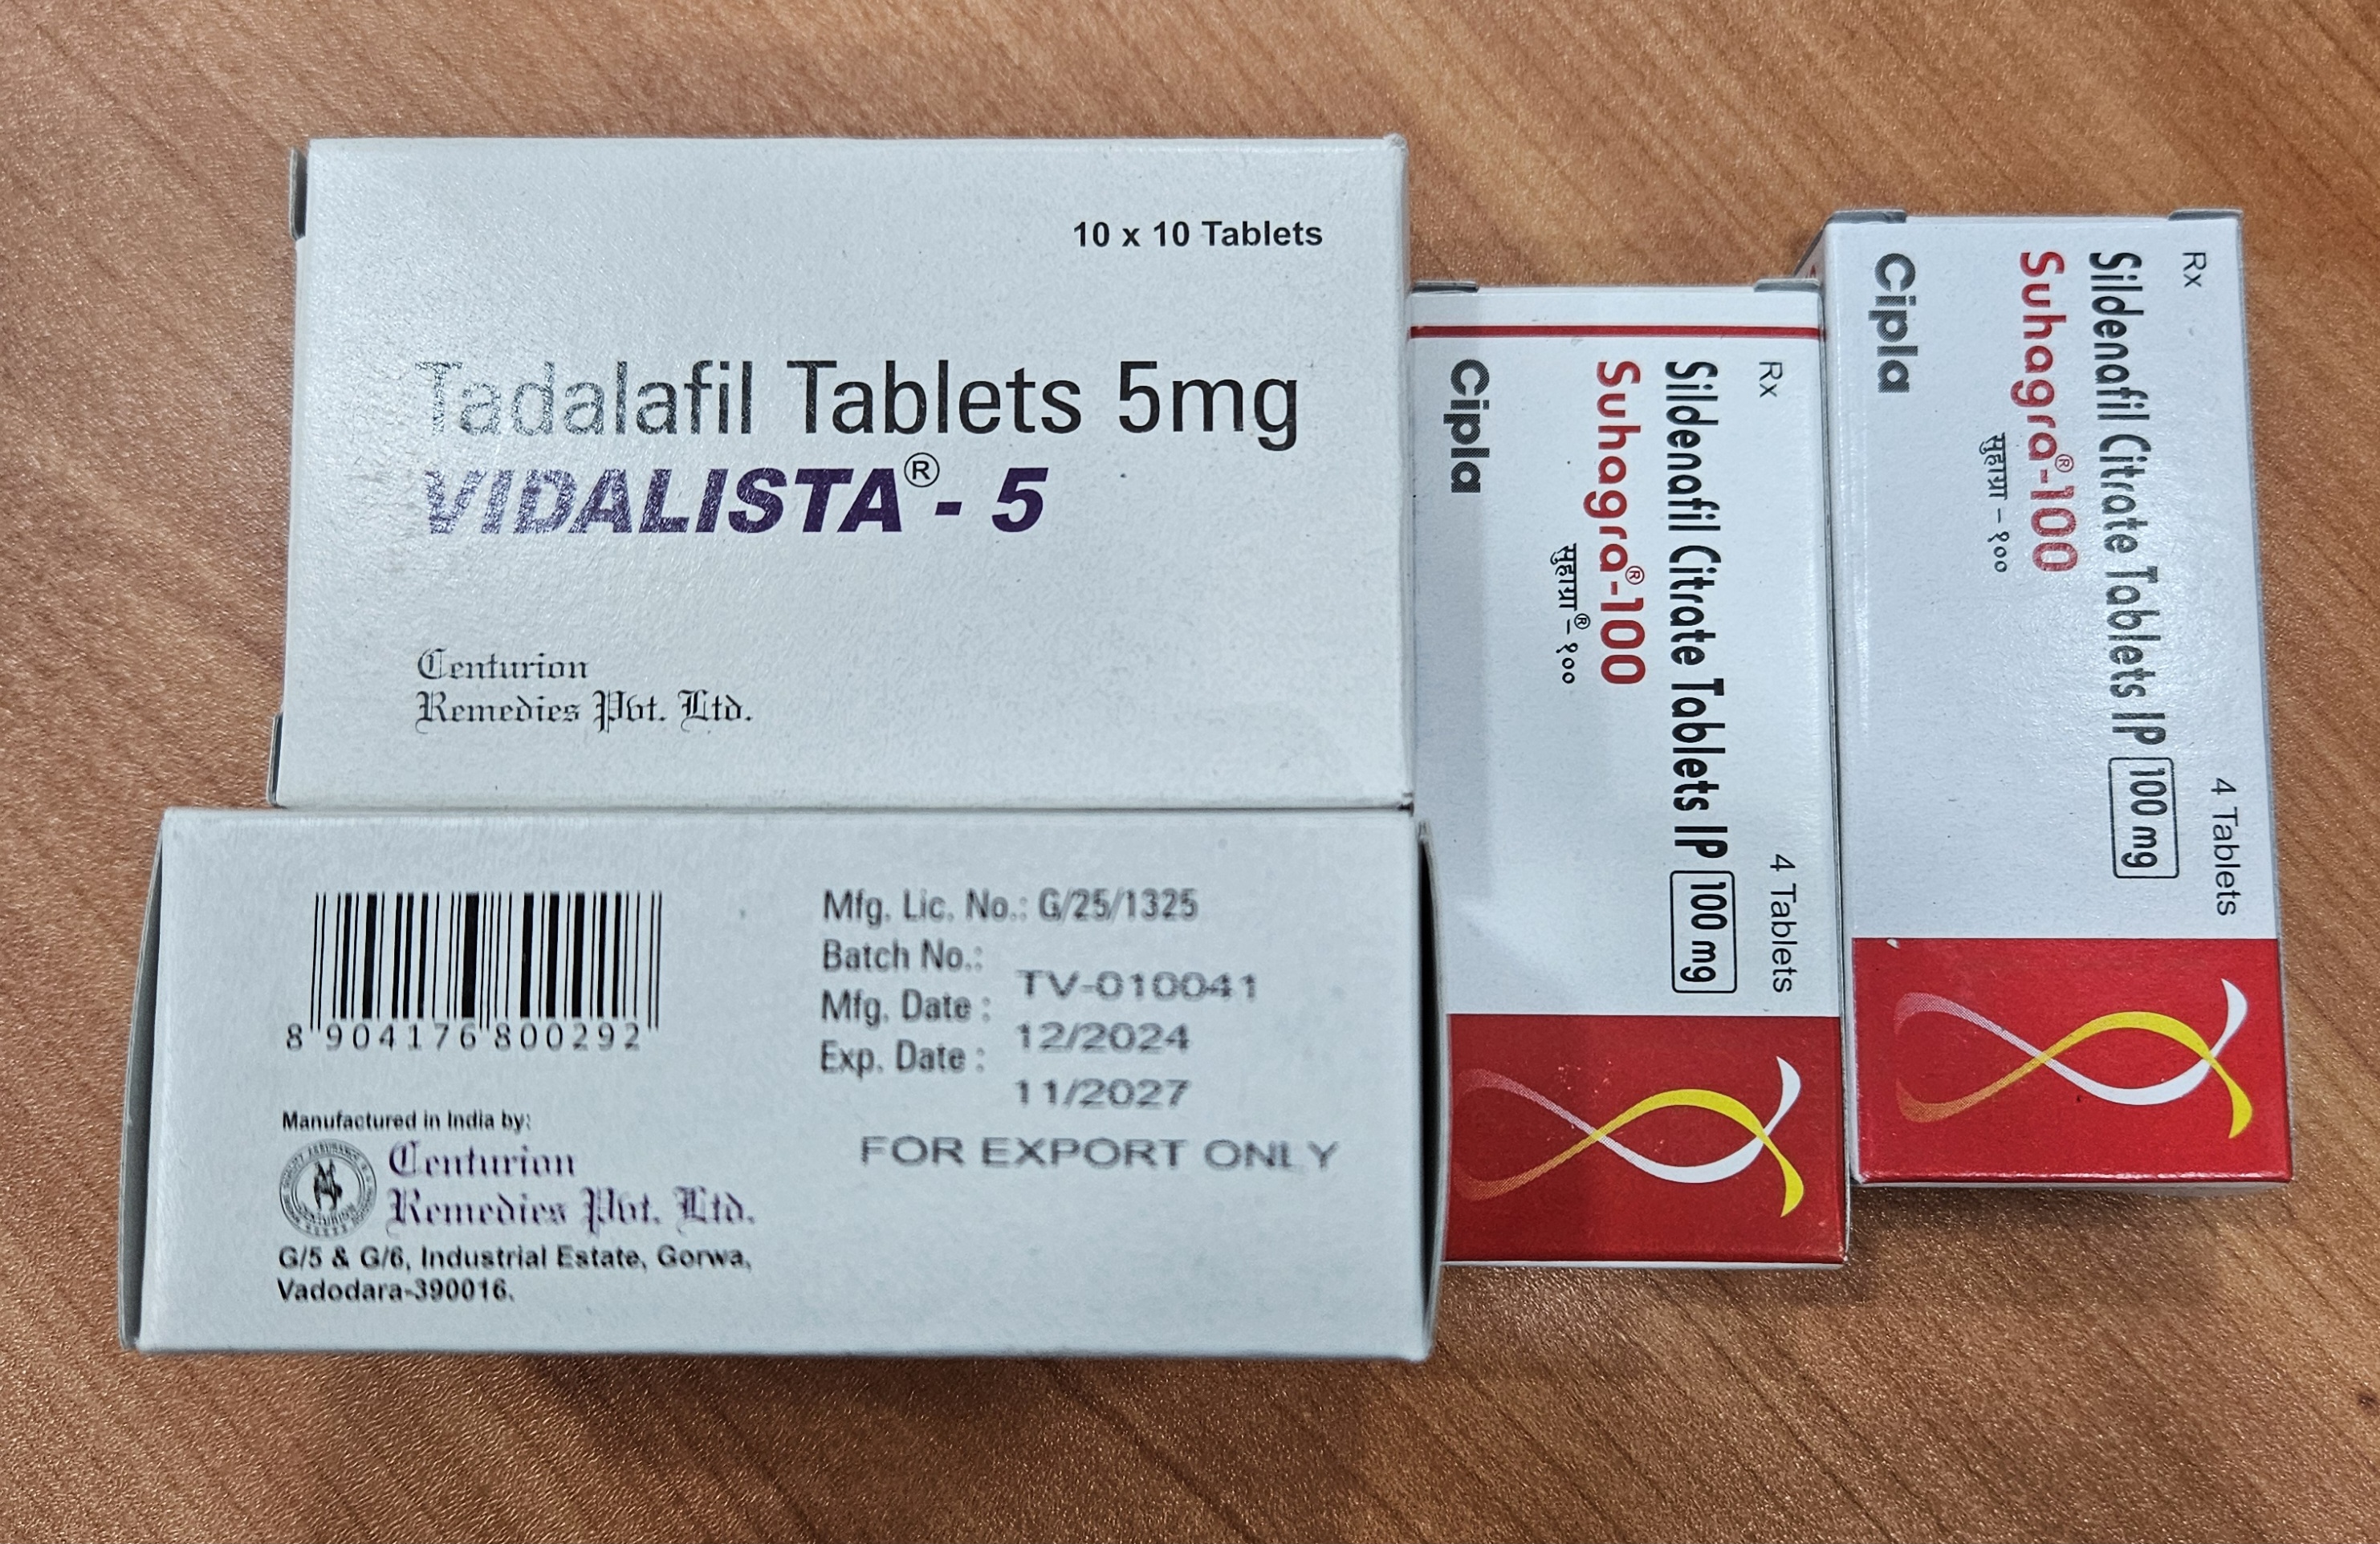 10 x 10 Tablets
Tadalafil Tablets 5mg
VIDALISTA® - 5
Centurion
Remedies Pvt. Ltd.
8 904176 800292
Manufactured in India by:
Centurion
Remedies Pvt. Ltd.
G/5 & G/6, Industrial Estate, Gorwa,
Vadodara-390016.
Mfg. Lic. No.: G/25/1325
Batch No.:
TV-010041
Mfg. Date :
12/2024
Exp. Date :
11/2027
FOR EXPORT ONLY
Rx
4 Tablets
Sildenafil Citrate Tablets IP 100 mg
Suhagra®-100
सुहाग्रा® – १००
Cipla
Rx
4 Tablets
Sildenafil Citrate Tablets IP 100 mg
Suhagra®-100
सुहाग्रा – १००
Cipla